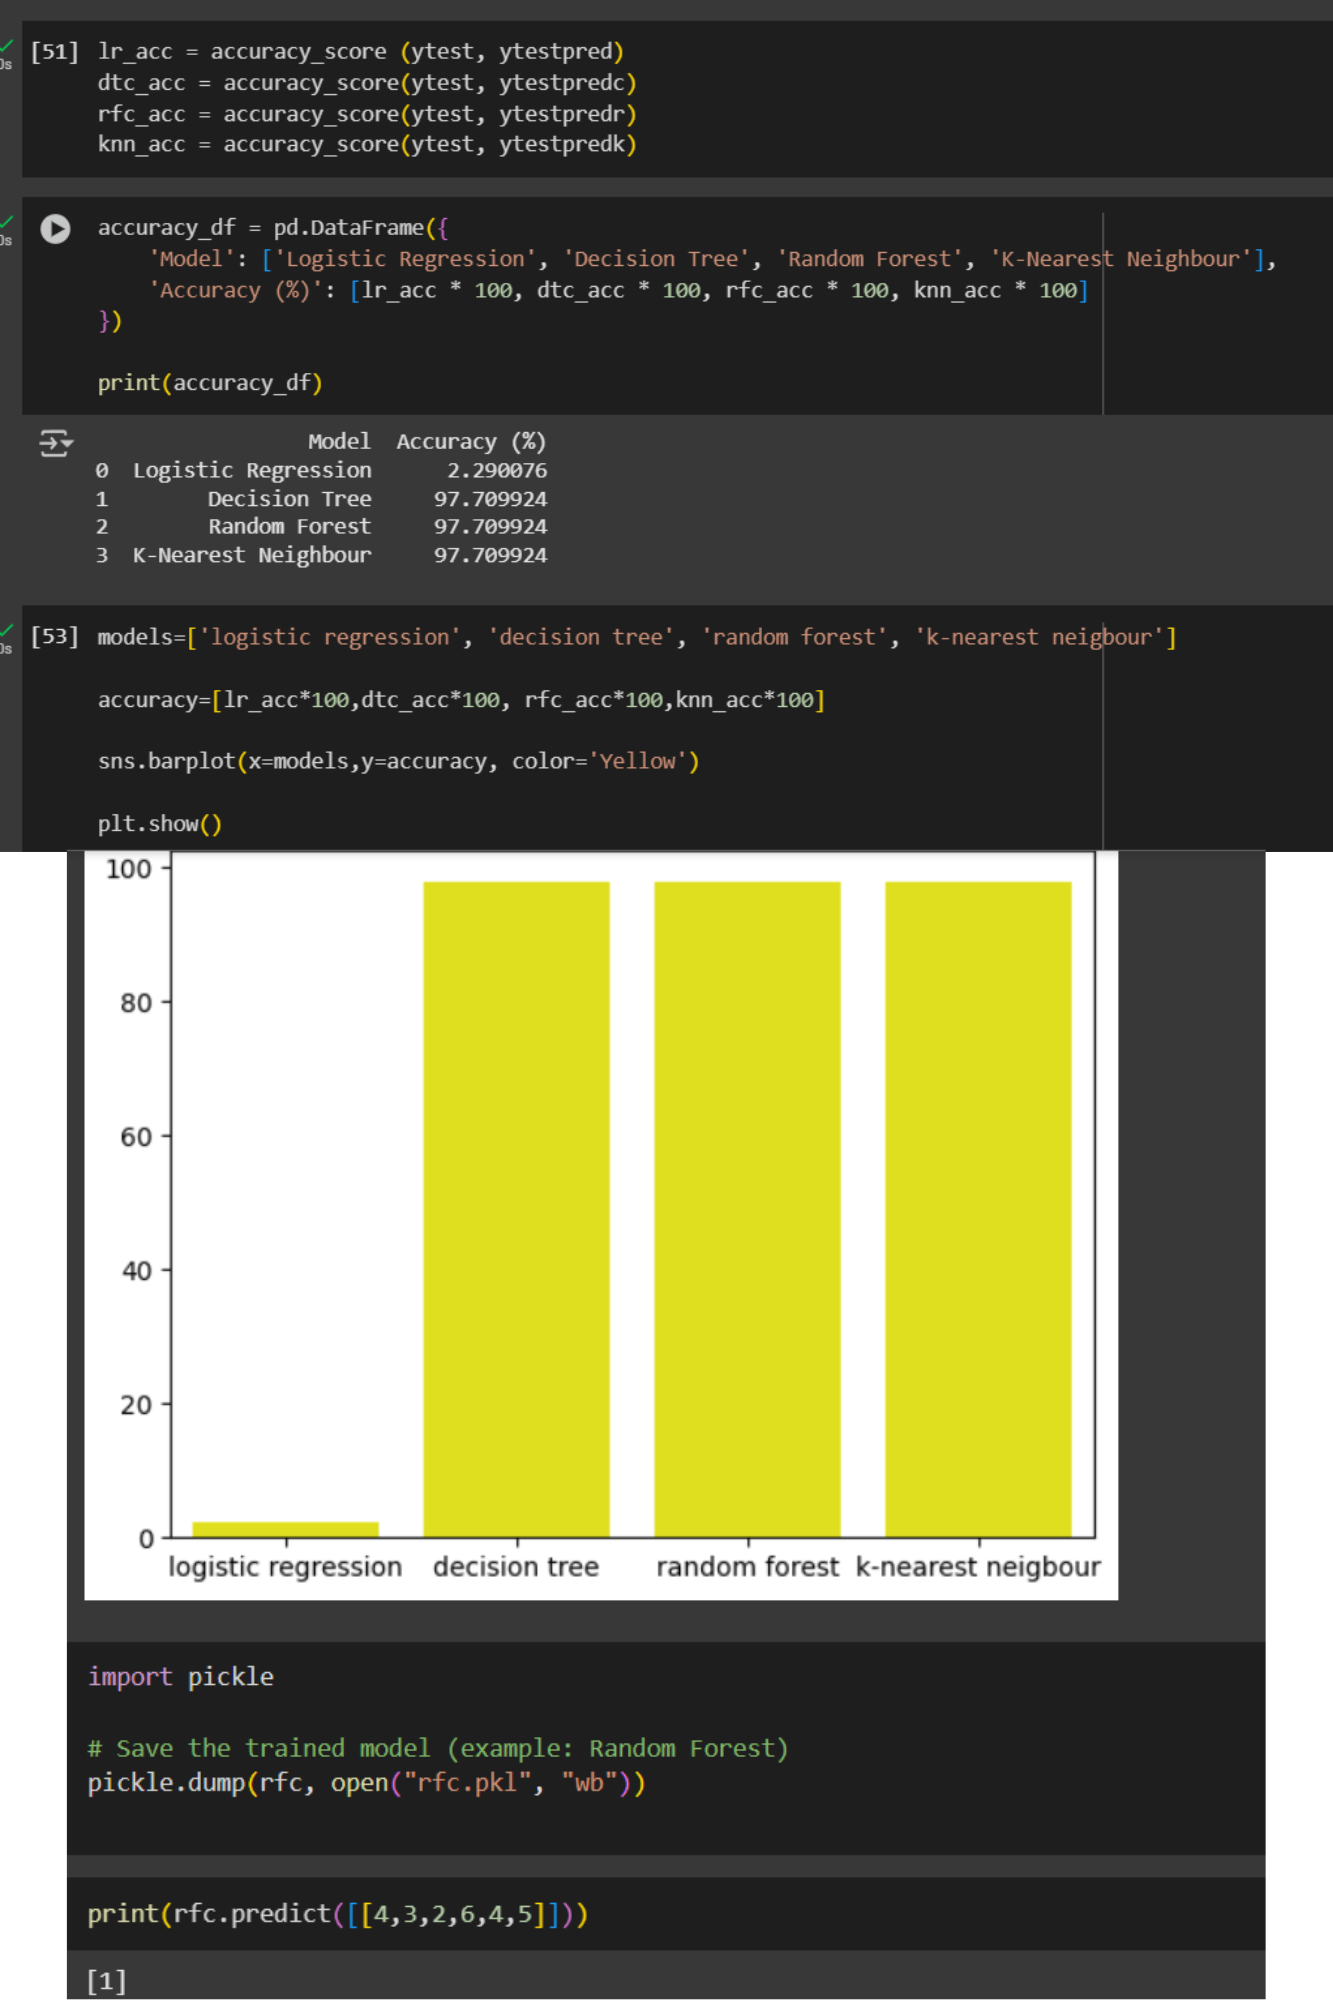 [51] lr_acc = accuracy_score (ytest, ytestpred)
dtc_acc = accuracy_score(ytest, ytestpredc)
rfc_acc = accuracy_score(ytest, ytestpredr)
knn_acc = accuracy_score(ytest, ytestpredk)
accuracy_df = pd.DataFrame({
    'Model': ['Logistic Regression', 'Decision Tree', 'Random Forest', 'K-Nearest Neighbour'],
    'Accuracy (%)': [lr_acc * 100, dtc_acc * 100, rfc_acc * 100, knn_acc * 100]
})
print(accuracy_df)
Model Accuracy (%)
0 Logistic Regression 2.290076
1 Decision Tree 97.709924
2 Random Forest 97.709924
3 K-Nearest Neighbour 97.709924
[53] models=['logistic regression', 'decision tree', 'random forest', 'k-nearest neigbour']
accuracy=[lr_acc*100,dtc_acc*100, rfc_acc*100,knn_acc*100]
sns.barplot(x=models,y=accuracy, color='Yellow')
plt.show()
100
80
60
40
20
0
logistic regression decision tree random forest k-nearest neigbour
import pickle
# Save the trained model (example: Random Forest)
pickle.dump(rfc, open("rfc.pkl", "wb"))
print(rfc.predict([[4,3,2,6,4,5]]))
[1]